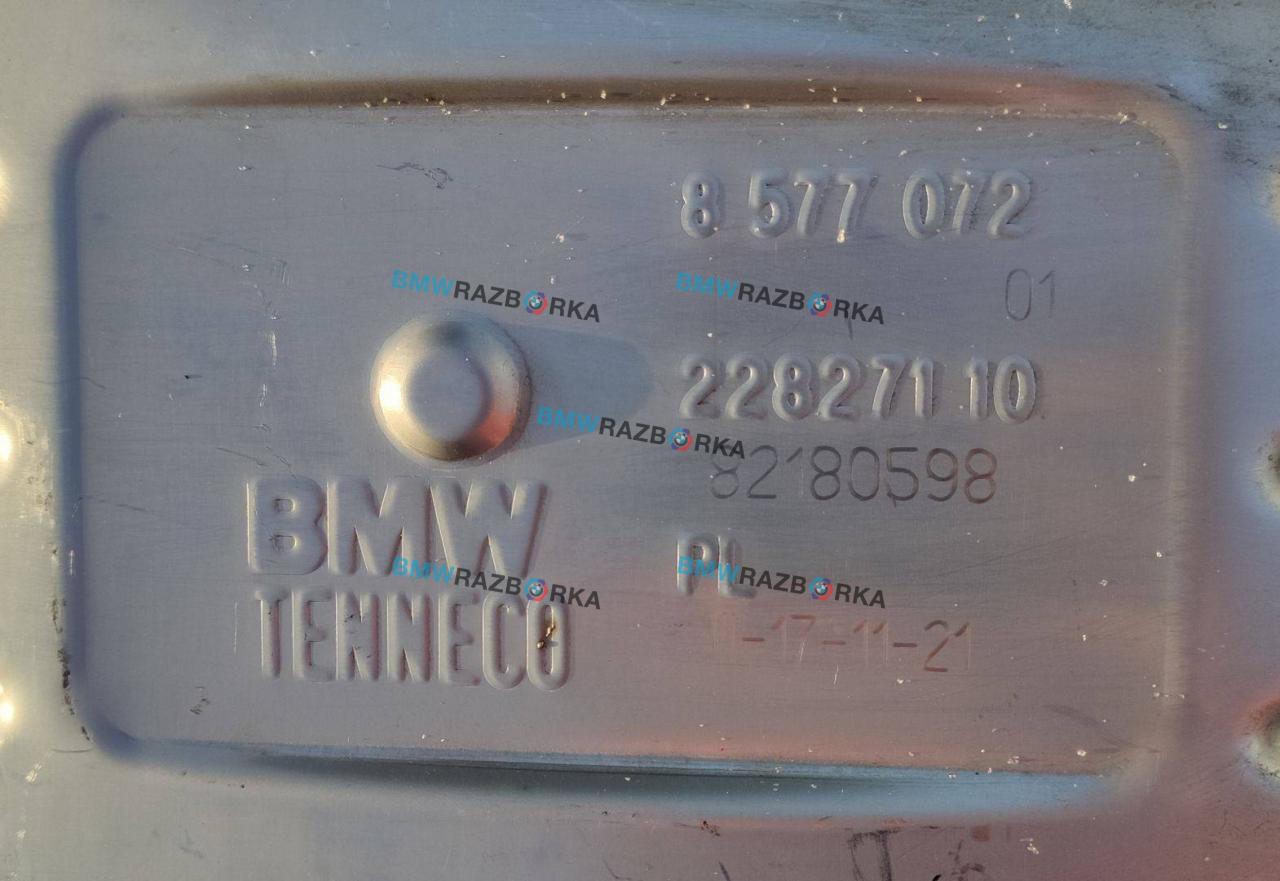 8 577 072
01
BMWRAZBORKA BMWRAZBORKA
228271 10
BMWRAZBORKA
82180598
BMW
PL
BMWRAZBORKA BMWRAZBORKA
TENNECO
-17-11-21